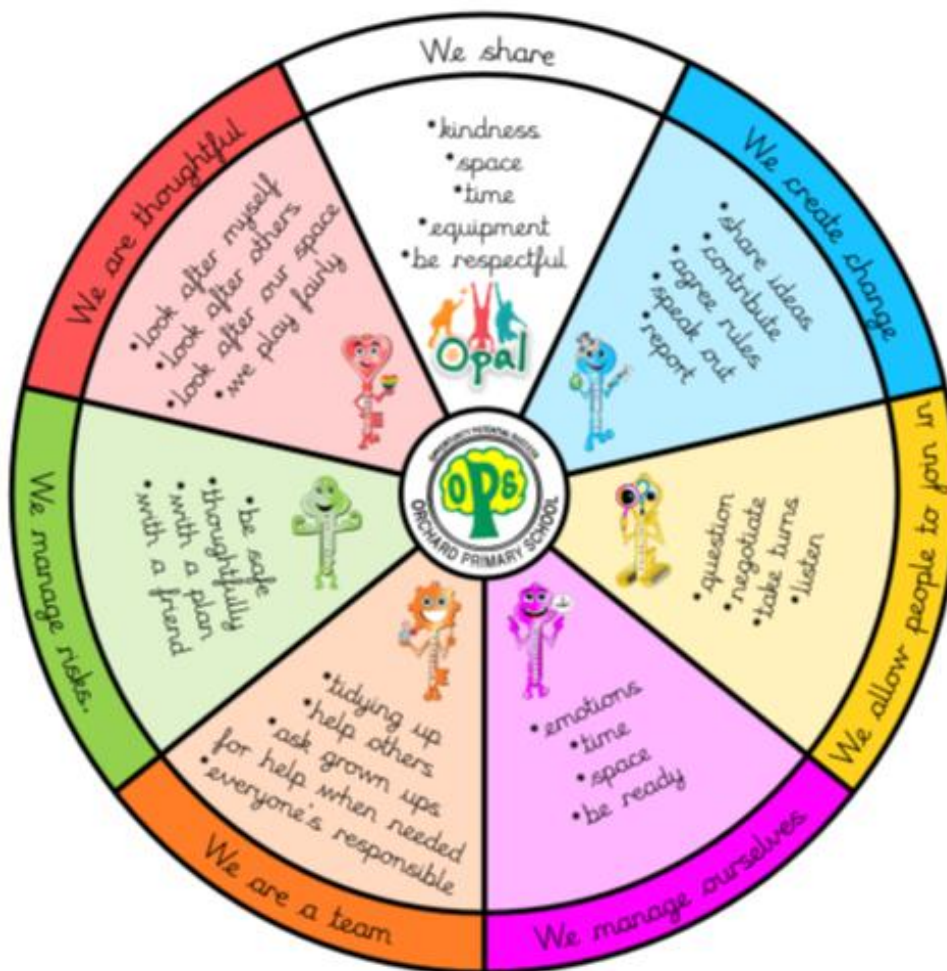 We share
•kindness
•space
•time
•equipment
•be respectful
Opal
We create change
•share ideas
•contribute
•agree rules
•speak out
•report
We allow people to join in
•question
•negotiate
•take turns
•listen
We manage ourselves
•emotions
•time
•space
•be ready
We are a team
•tidying up
•help others
•ask grown ups
for help when needed
•everyone's responsible
We manage risks.
•be safe
•thoughtfully
•with a plan
•with a friend
We are thoughtful
•look after myself
•look after others
•look after our space
•we play fairly
OPS
ORCHARD PRIMARY SCHOOL